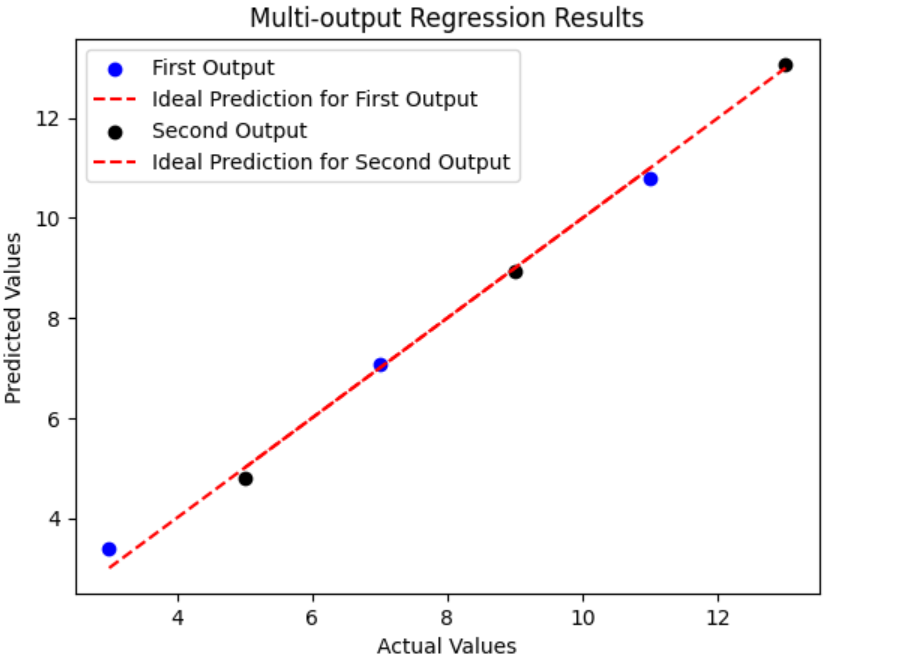 Multi-output Regression Results
First Output
Ideal Prediction for First Output
Second Output
Ideal Prediction for Second Output
Predicted Values
12
10
8
6
4
4 6 8 10 12
Actual Values